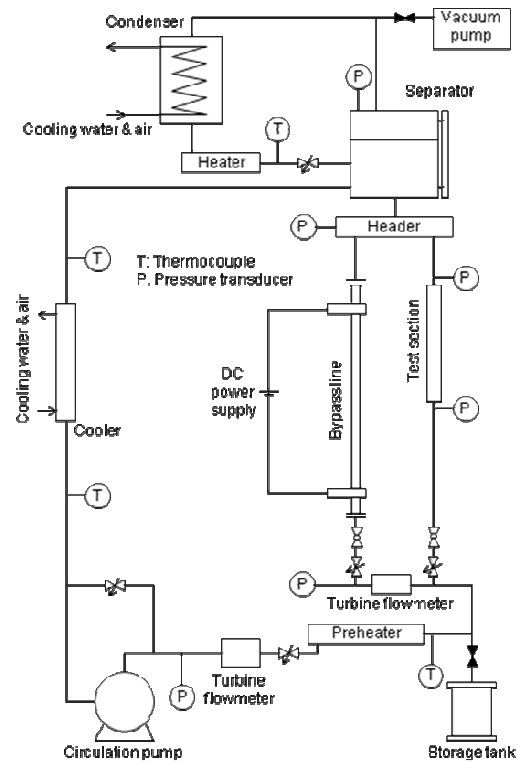 Condenser
Vacuum
pump
P
Separator
Cooling water & air
T
Heater
P
Header
T
T: Thermocouple
P. Pressure transducer
P
Cooling water & air
Test section
DC
power
supply
Bypassline
P
Cooler
T
P
Turbine flowmeter
Preheater
T
P
Turbine
flowmeter
Circulation pump
Storage tank